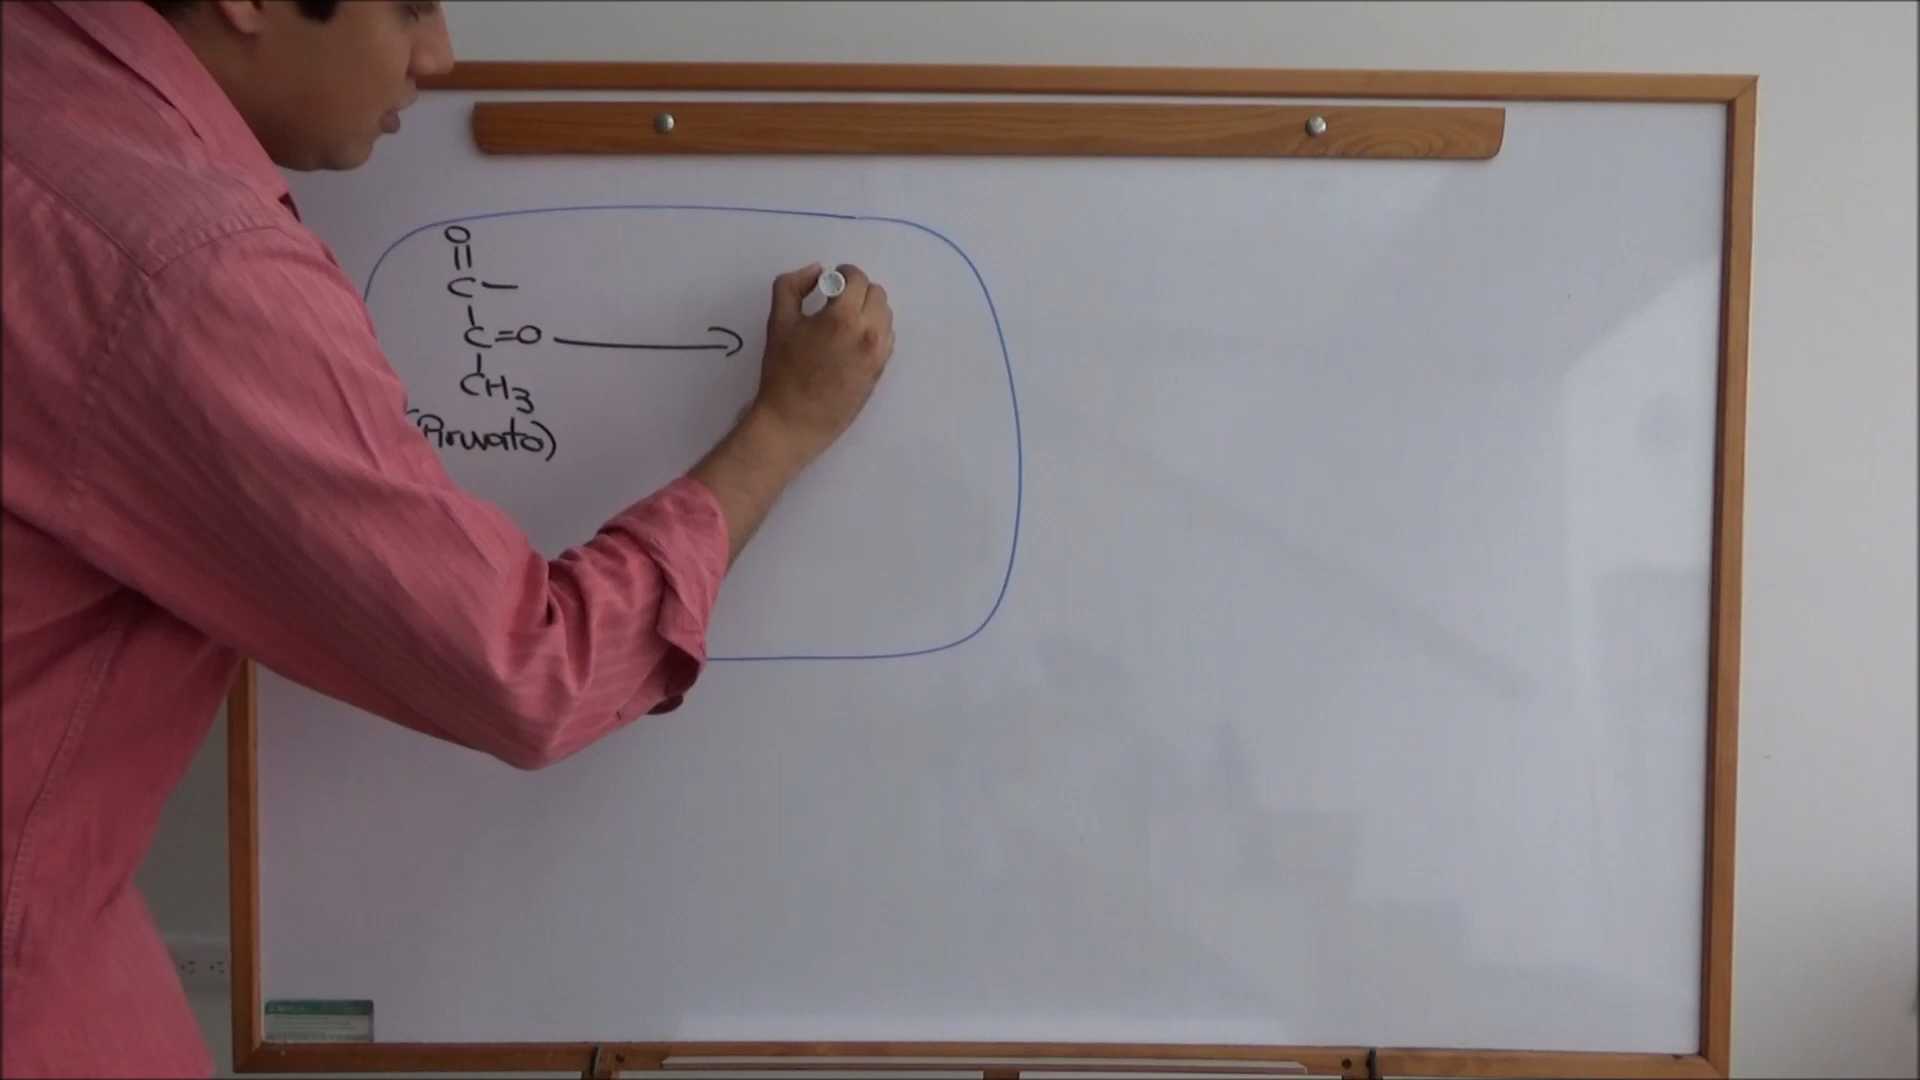 O
C-
C=O
CH3
(Piruvato)